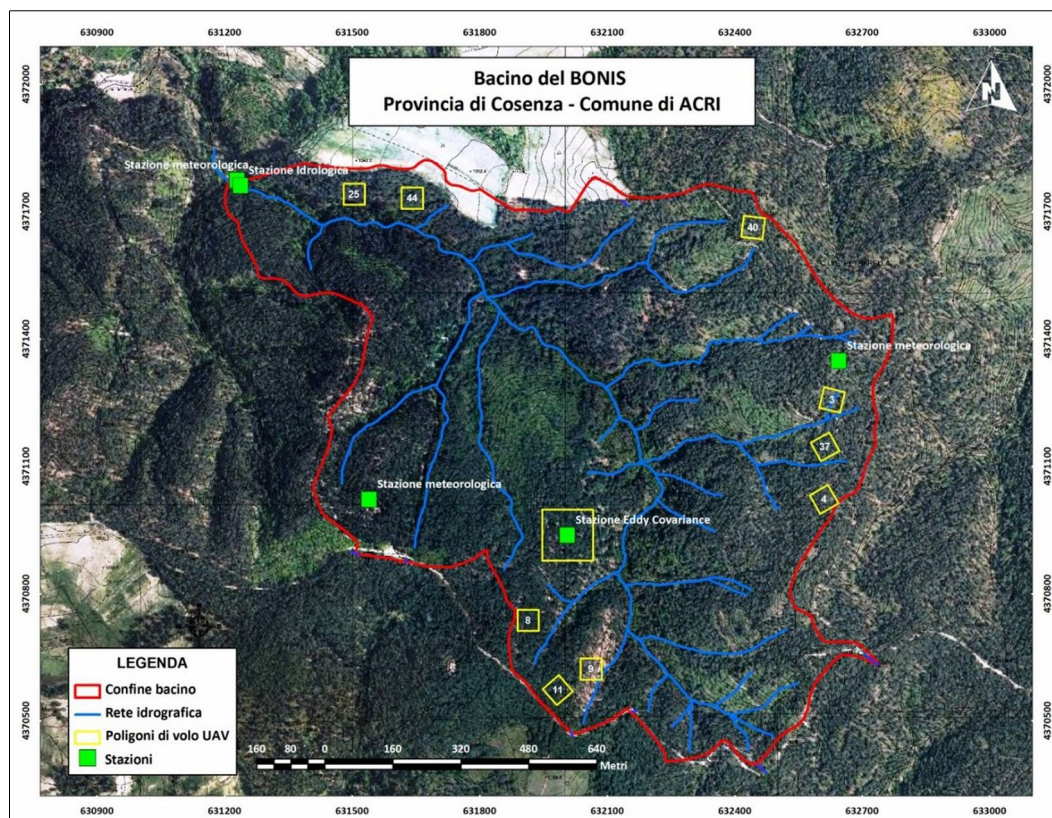 630900 631200 631500 631800 632100 632400 632700 633000
4372000
4372000
Bacino del BONIS
Provincia di Cosenza - Comune di ACRI
N
Stazione meteorologica
Stazione Idrologica
25
44
4371700
4371700
40
4371400
4371400
Stazione meteorologica
3
37
4371100
4371100
Stazione meteorologica
4
Stazione Eddy Covariance
4370800
4370800
8
9
11
LEGENDA
Confine bacino
Rete idrografica
Poligoni di volo UAV
Stazioni
4370500
4370500
160 80 0 160 320 480 640
Metri
630900 631200 631500 631800 632100 632400 632700 633000